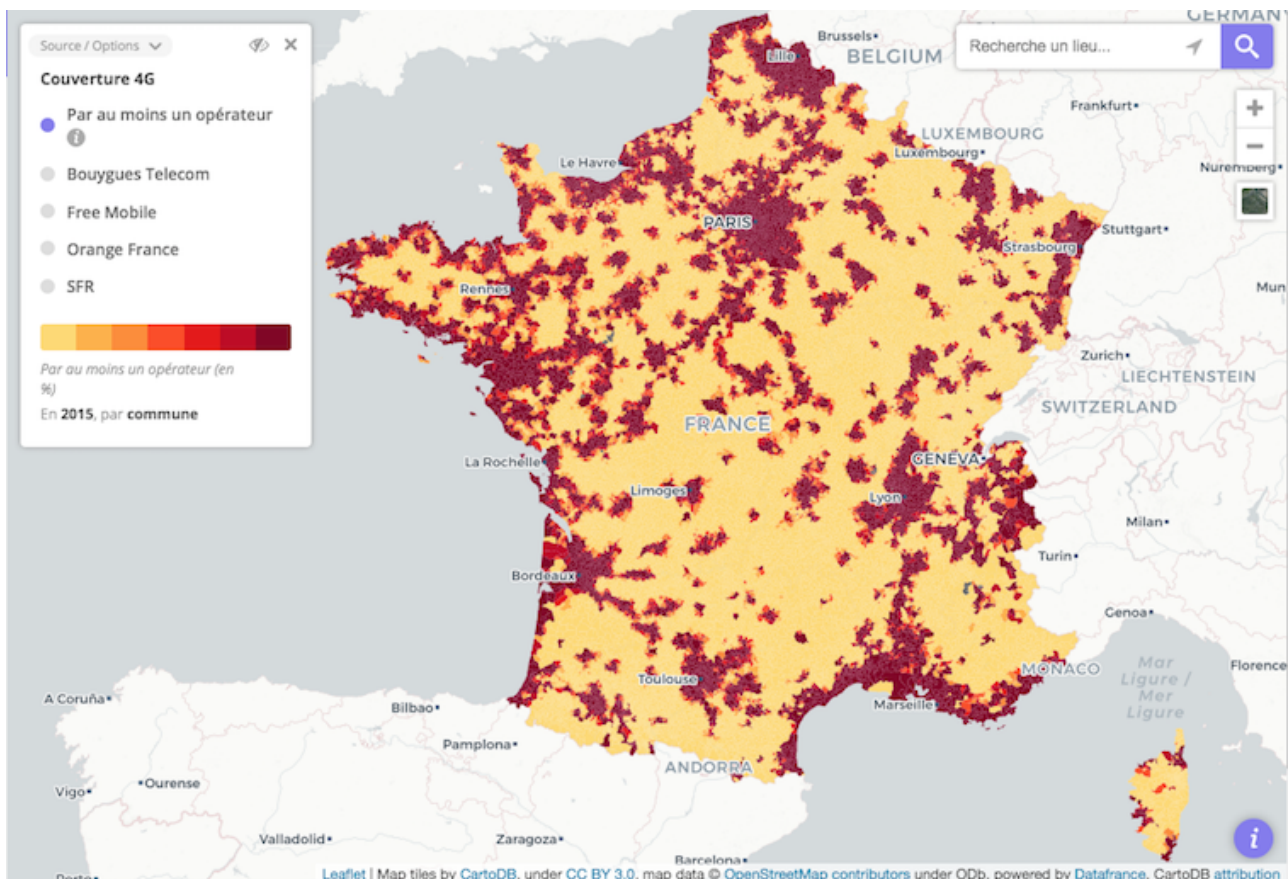 Source / Options
Couverture 4G
Par au moins un opérateur
i
Bouygues Telecom
Free Mobile
Orange France
SFR
Par au moins un opérateur (en
%)
En 2015, par commune
Recherche un lieu...
+
−
GERMANY
Brussels
BELGIUM
Lille
Frankfurt
LUXEMBOURG
Luxembourg
Le Havre
Nuremberg
PARIS
Stuttgart
Strasbourg
Rennes
Mun
Zurich
LIECHTENSTEIN
SWITZERLAND
FRANCE
La Rochelle
GENEVA
Limoges
Lyon
Milan
Turin
Bordeaux
Genoa
MONACO
Mar
Ligure /
Mer
Ligure
Florence
Toulouse
Marseille
A Coruña
Bilbao
Pamplona
ANDORRA
Vigo
Ourense
Valladolid
Zaragoza
Barcelona
Porto
i
Leaflet | Map tiles by CartoDB, under CC BY 3.0, map data © OpenStreetMap contributors under ODb, powered by Datafrance, CartoDB attribution